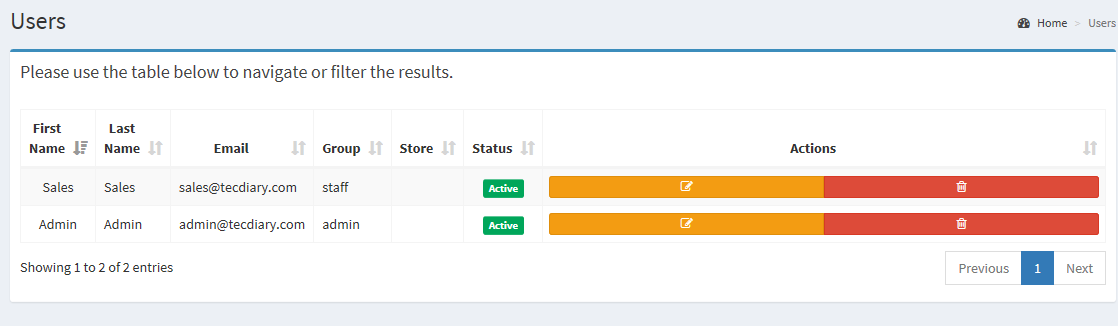 Users
Home > Users
Please use the table below to navigate or filter the results.
First Name Last Name Email Group Store Status Actions
Sales Sales sales@tecdiary.com staff Active
Admin Admin admin@tecdiary.com admin Active
Showing 1 to 2 of 2 entries
Previous 1 Next